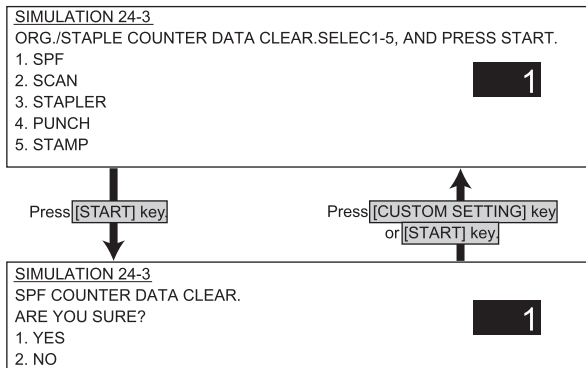 SIMULATION 24-3
ORG./STAPLE COUNTER DATA CLEAR.SELEC1-5, AND PRESS START.
1. SPF
2. SCAN
3. STAPLER
4. PUNCH
5. STAMP
1
Press [START] key.
Press [CUSTOM SETTING] key
or [START] key.
SIMULATION 24-3
SPF COUNTER DATA CLEAR.
ARE YOU SURE?
1. YES
2. NO
1